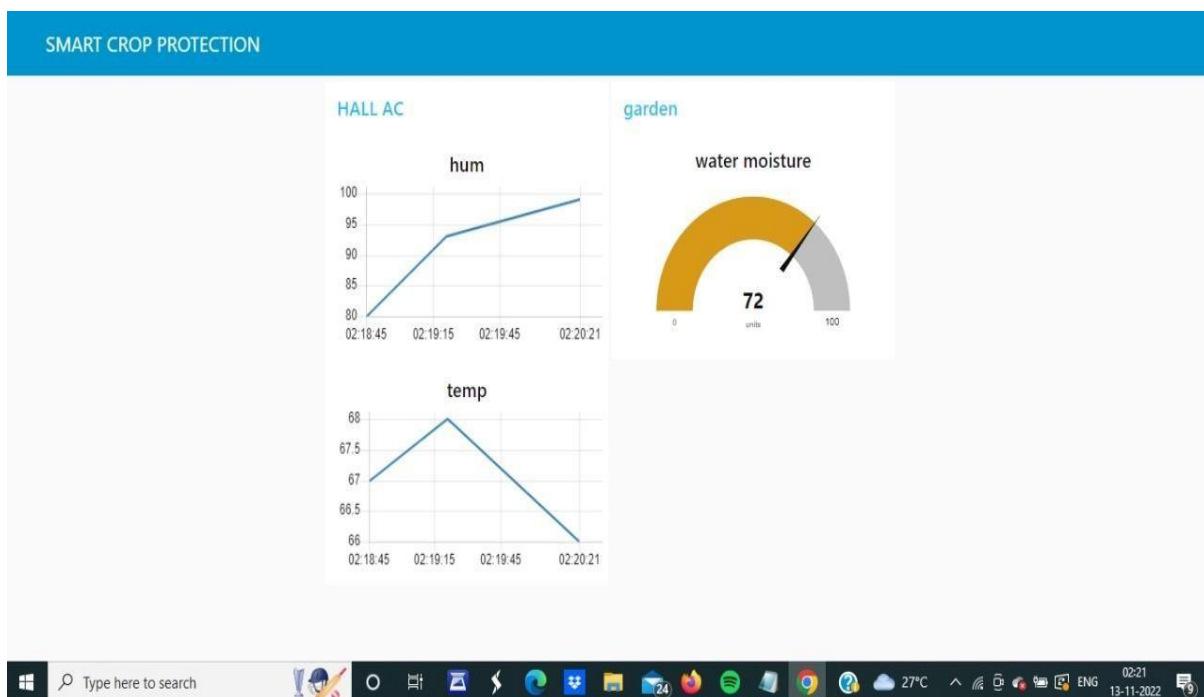 SMART CROP PROTECTION
HALL AC
hum
100
95
90
85
80
02:18:45 02:19:15 02:19:45 02:20:21
temp
68
67.5
67
66.5
66
02:18:45 02:19:15 02:19:45 02:20:21
garden
water moisture
72
units
0 100
Type here to search
24
27°C
ENG
02:21
13-11-2022